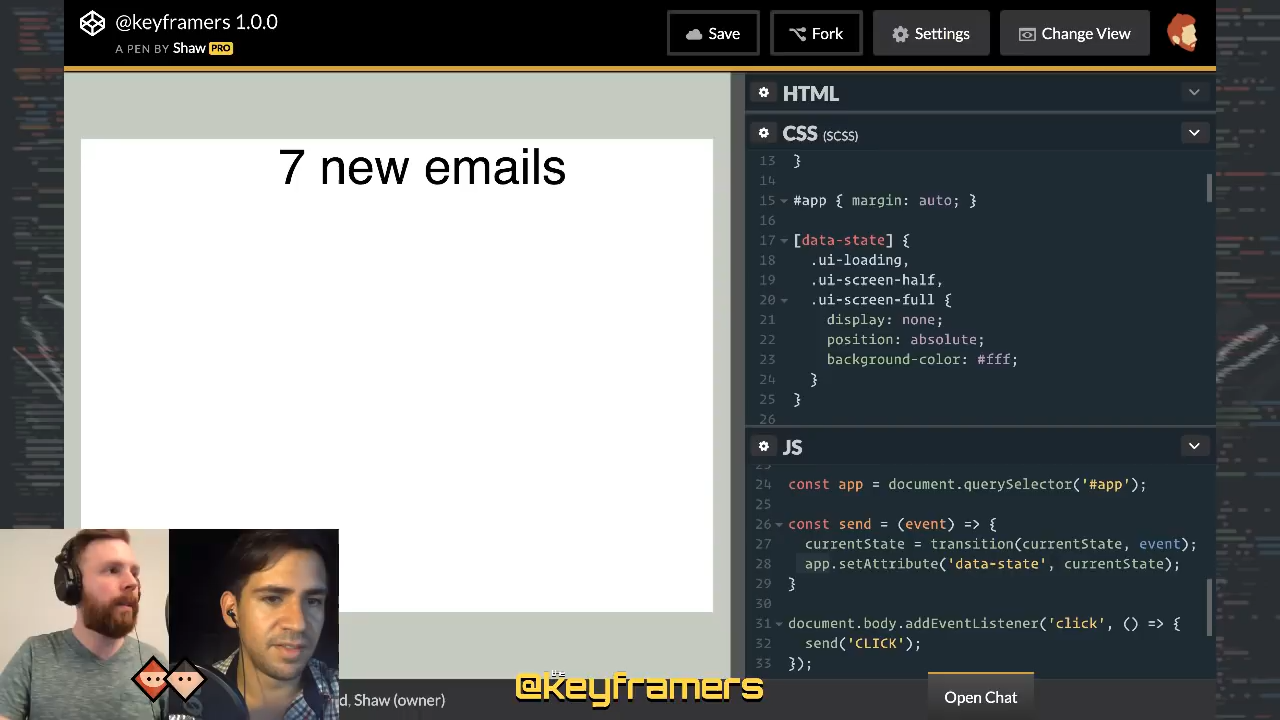 @keyframers 1.0.0
A PEN BY Shaw PRO
Save
Fork
Settings
Change View
7 new emails
HTML
CSS (SCSS)
13 }
14
15 #app { margin: auto; }
16
17 [data-state] {
18 .ui-loading,
19 .ui-screen-half,
20 .ui-screen-full {
21 display: none;
22 position: absolute;
23 background-color: #fff;
24 }
25 }
26
JS
24 const app = document.querySelector('#app');
25
26 const send = (event) => {
27 currentState = transition(currentState, event);
28 app.setAttribute('data-state', currentState);
29 }
30
31 document.body.addEventListener('click', () => {
32 send('CLICK');
33 });
d, Shaw (owner)
@keyframers
Open Chat